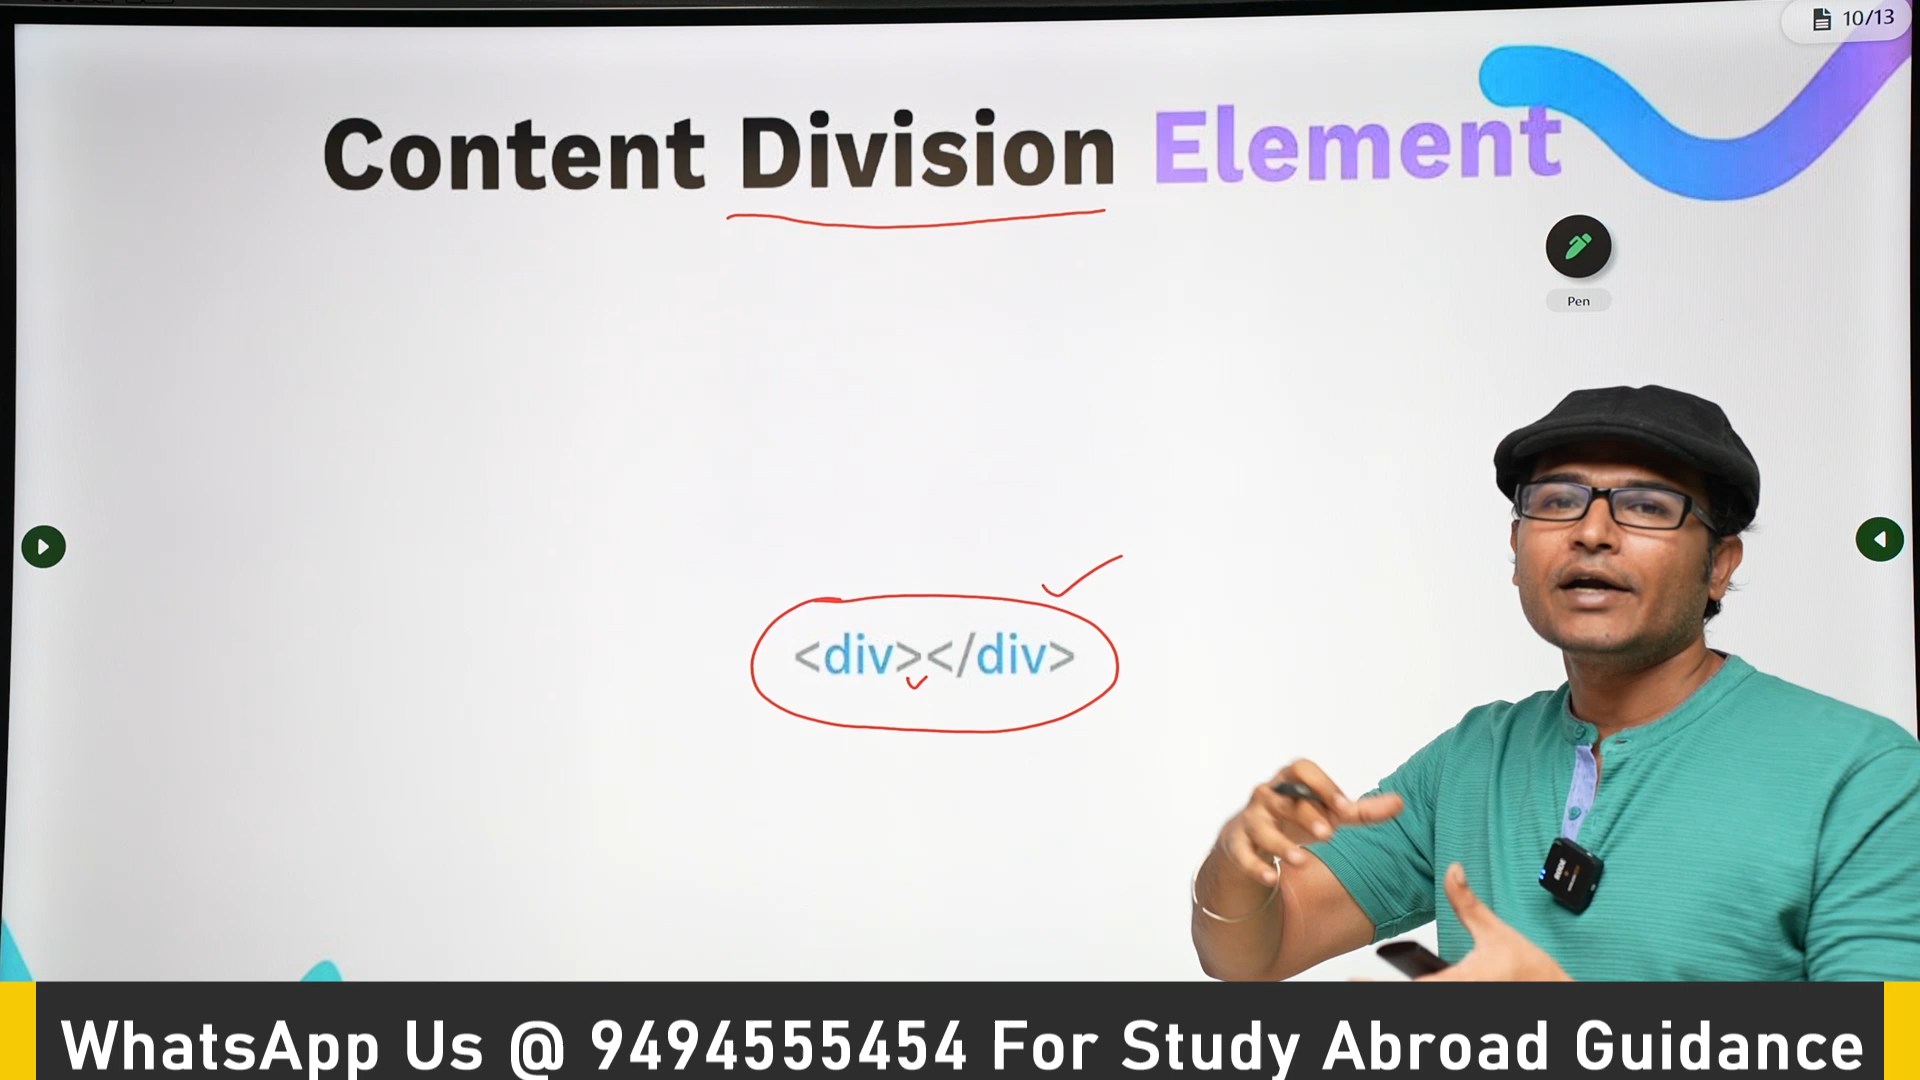 10/13
Content Division Element
Pen
<div></div>
WhatsApp Us @ 9494555454 For Study Abroad Guidance